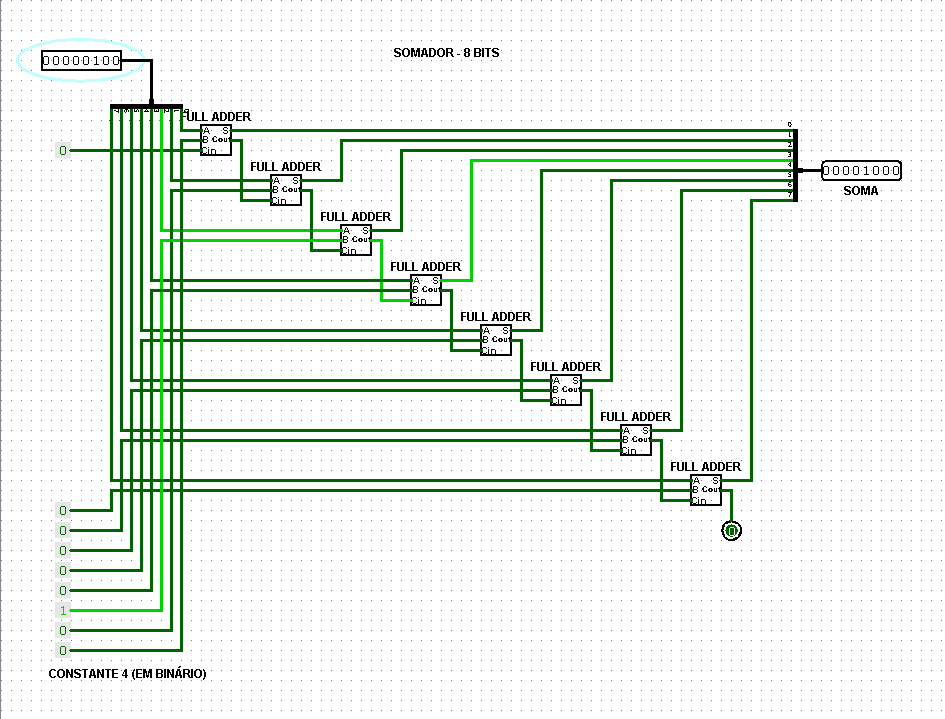 SOMADOR - 8 BITS
00000100
FULL ADDER
A S
B Cout
Cin
0
FULL ADDER
A S
B Cout
Cin
0
1
2
3
4
5
6
7
00001000
SOMA
FULL ADDER
A S
B Cout
Cin
FULL ADDER
A S
B Cout
Cin
FULL ADDER
A S
B Cout
Cin
FULL ADDER
A S
B Cout
Cin
FULL ADDER
A S
B Cout
Cin
FULL ADDER
A S
B Cout
Cin
0
0
0
0
0
0
1
0
0
CONSTANTE 4 (EM BINÁRIO)